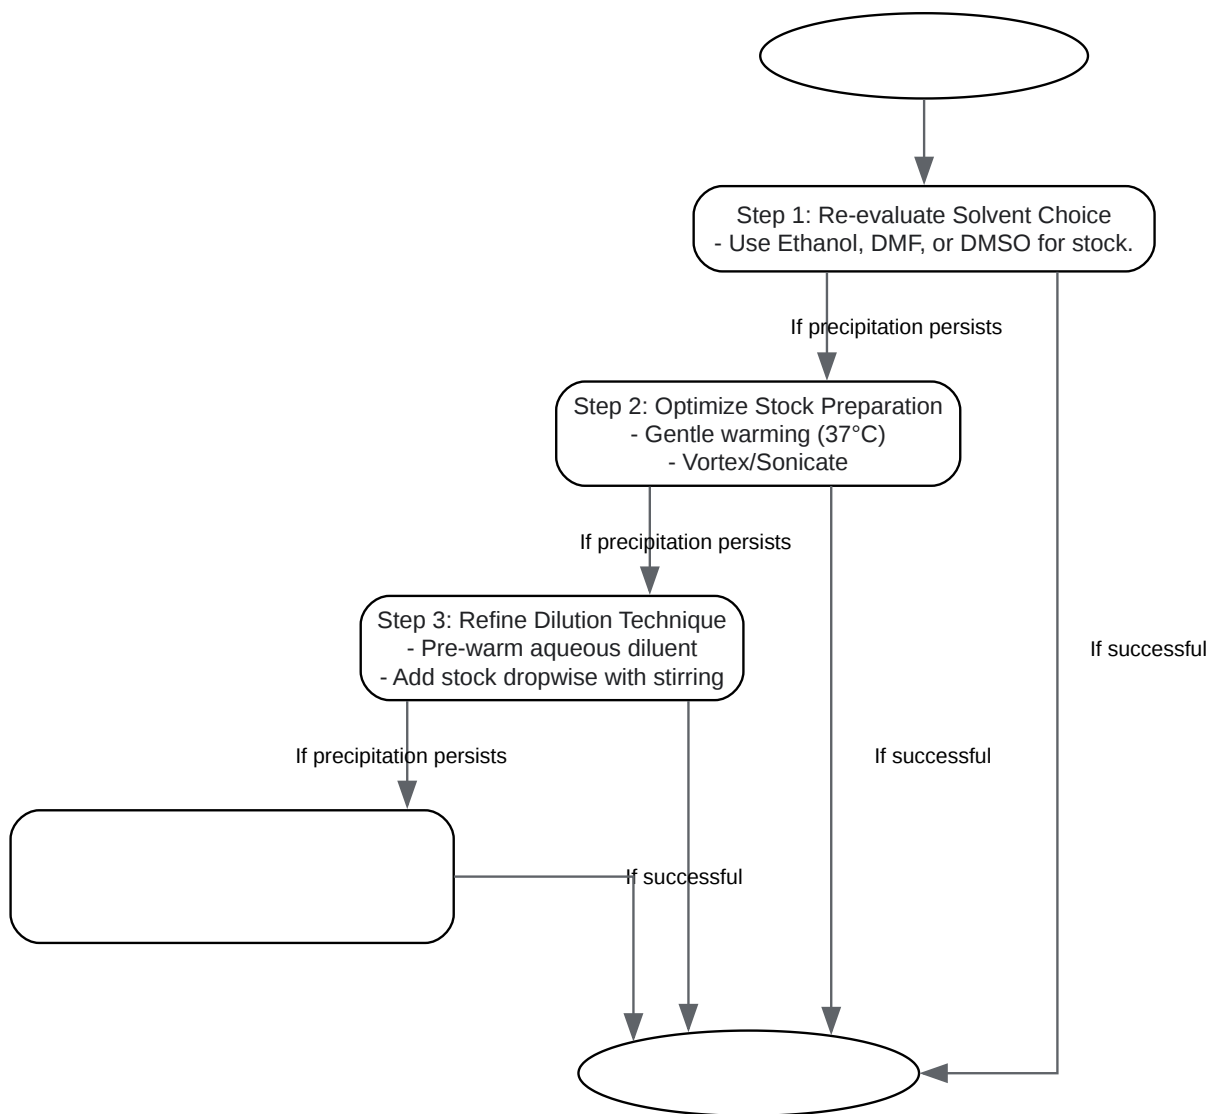 Step 1: Re-evaluate Solvent Choice
- Use Ethanol, DMF, or DMSO for stock.
If precipitation persists
Step 2: Optimize Stock Preparation
- Gentle warming (37°C)
- Vortex/Sonicate
If precipitation persists
Step 3: Refine Dilution Technique
- Pre-warm aqueous diluent
- Add stock dropwise with stirring
If successful
If precipitation persists
If successful
If successful